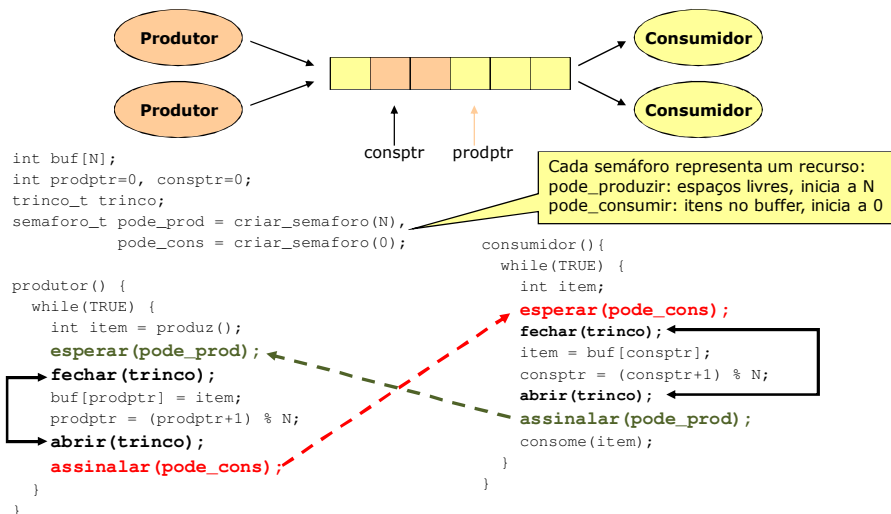 Produtor
Consumidor
Produtor
Consumidor
consptr
prodptr
int buf[N];
int prodptr=0, consptr=0;
trinco_t trinco;
semaforo_t pode_prod = criar_semaforo(N),
pode_cons = criar_semaforo(0);
Cada semáforo representa um recurso:
pode_produzir: espaços livres, inicia a N
pode_consumir: itens no buffer, inicia a 0
produtor() {
while(TRUE) {
int item = produz();
esperar(pode_prod);
fechar(trinco);
buf[prodptr] = item;
prodptr = (prodptr+1) % N;
abrir(trinco);
assinalar(pode_cons);
}
}
consumidor(){
while(TRUE) {
int item;
esperar(pode_cons);
fechar(trinco);
item = buf[consptr];
consptr = (consptr+1) % N;
abrir(trinco);
assinalar(pode_prod);
consome(item);
}
}